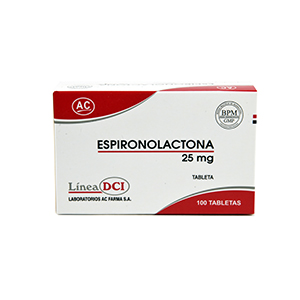 AC
BPM
GMP
ESPIRONOLACTONA
25 mg
TABLETA
Línea DCI
LABORATORIOS AC FARMA S.A.
100 TABLETAS